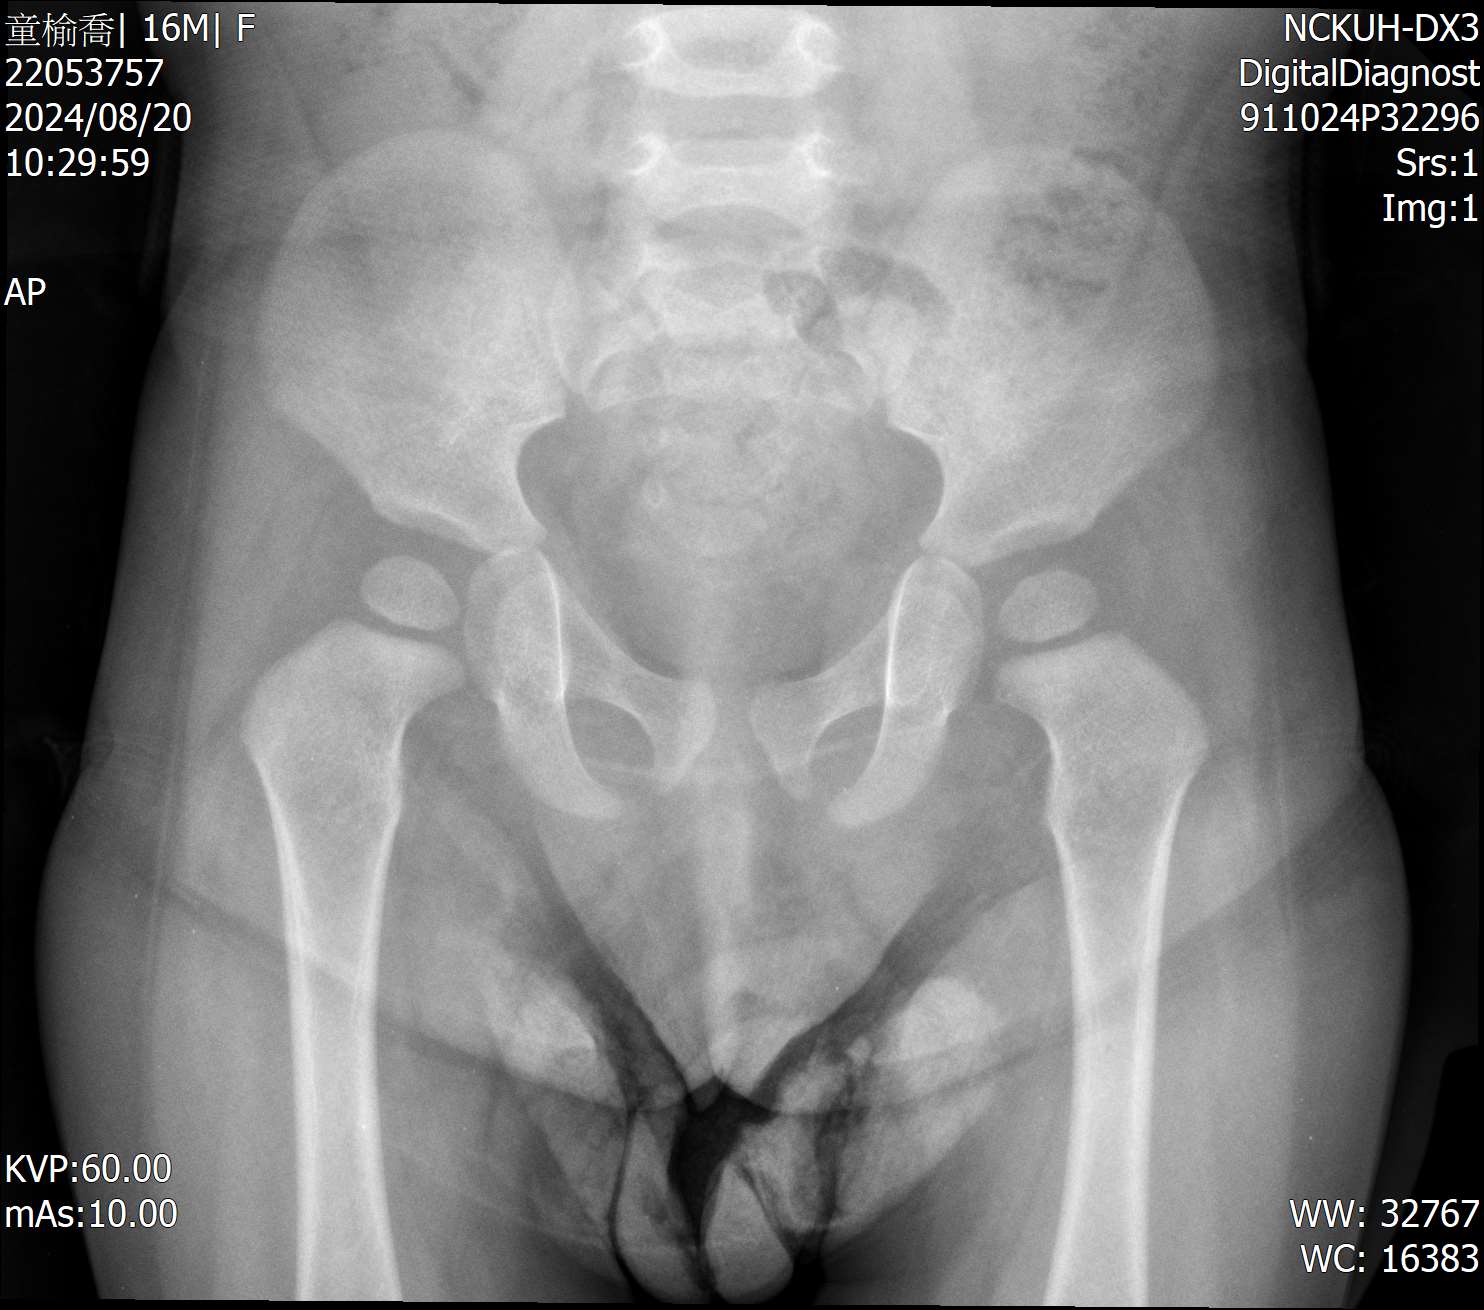 童榆喬| 16M| F
22053757
2024/08/20
10:29:59
AP
NCKUH-DX3
DigitalDiagnost
911024P32296
Srs:1
Img:1
KVP:60.00
mAs:10.00
WW: 32767
WC: 16383